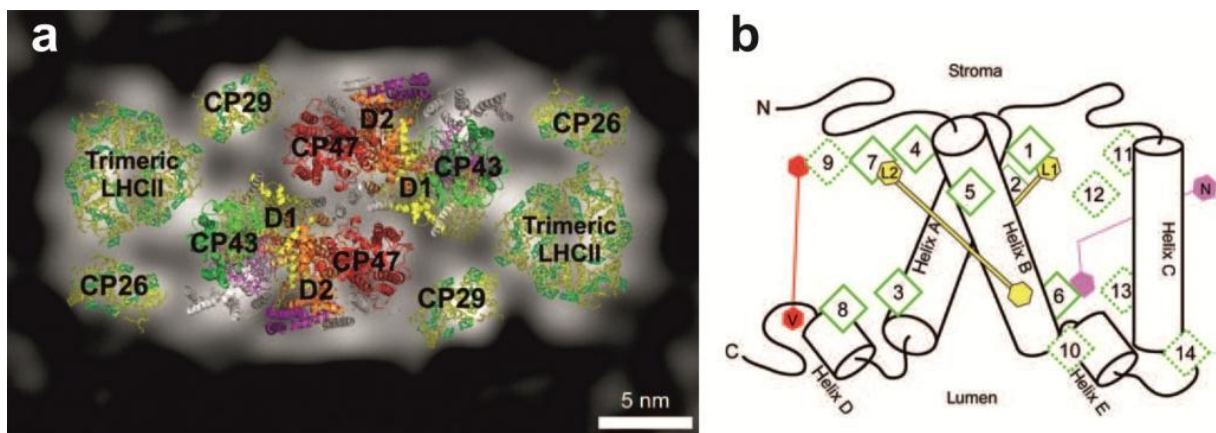 a
CP29
D2
CP26
Trimeric
LHCII
CP47
CP43
D1
D1
Trimeric
LHCII
CP43
CP47
CP26
D2
CP29
5 nm
b
Stroma
N
9
7
4
L2
1
L1
2
5
11
12
N
Helix A
Helix B
Helix C
3
6
13
8
V
10
14
C
Helix D
Lumen
Helix E